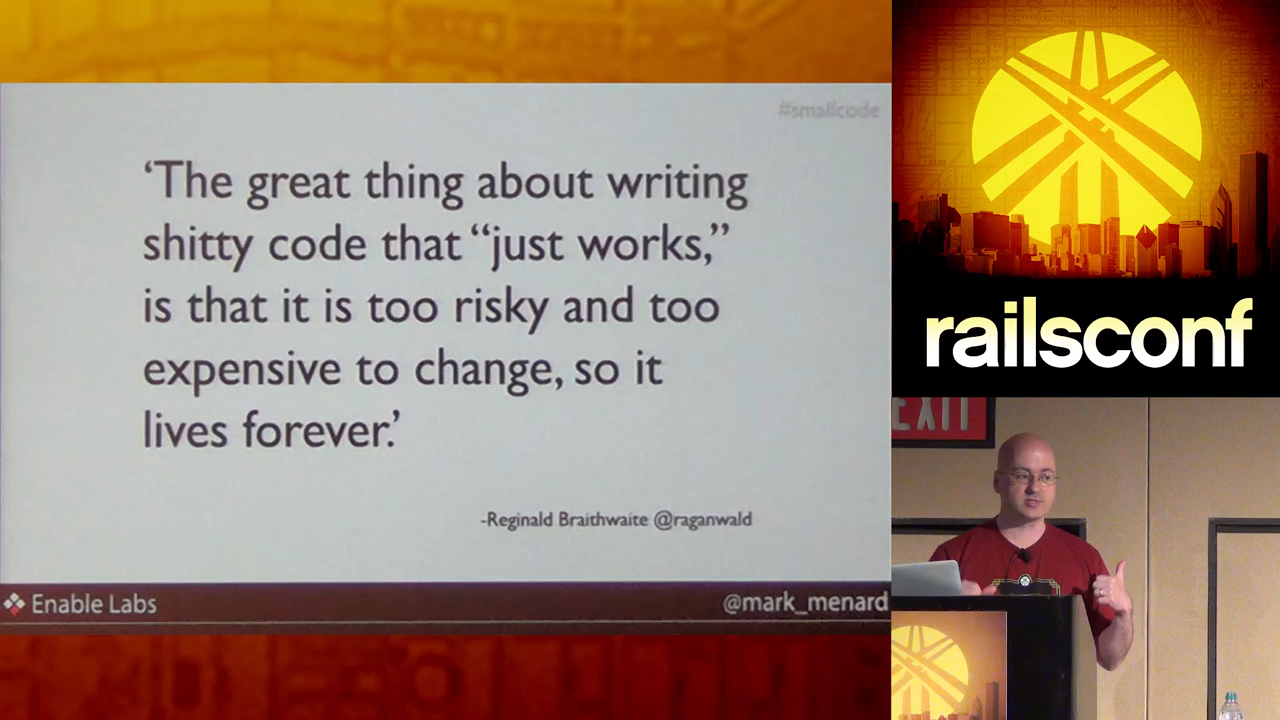 #smallcode
‘The great thing about writing
shitty code that “just works,”
is that it is too risky and too
expensive to change, so it
lives forever.’
-Reginald Braithwaite @raganwald
Enable Labs
@mark_menard
railsconf
EXIT